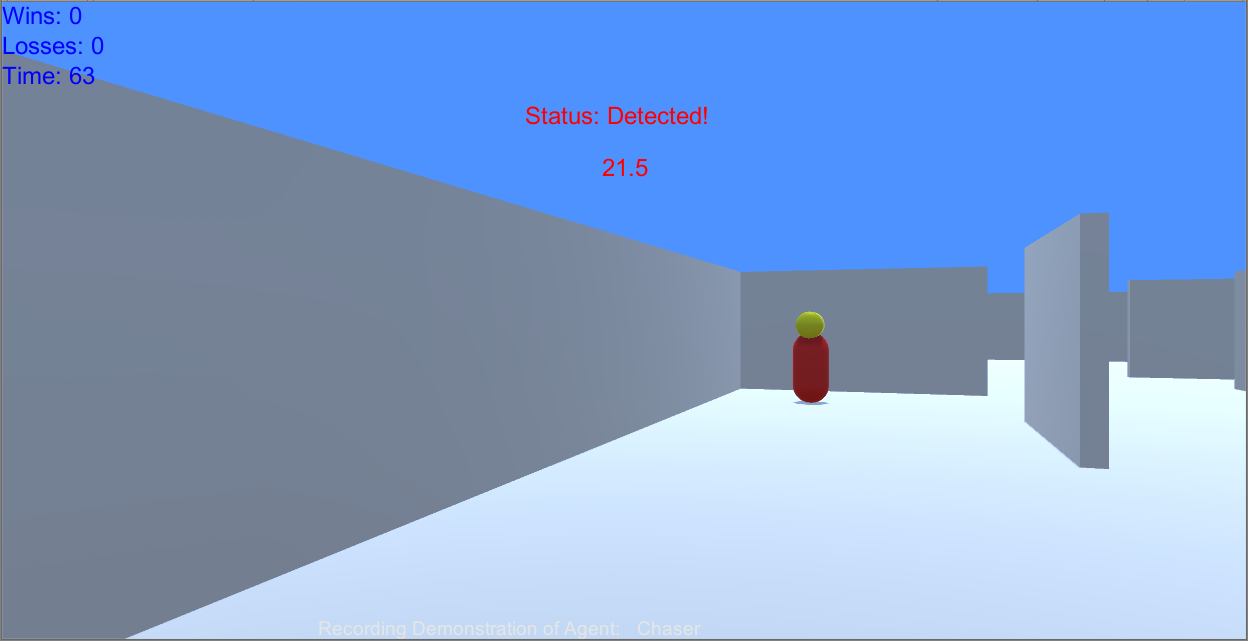 Wins: 0
Losses: 0
Time: 63
Status: Detected!
21.5
Recording Demonstration of Agent: Chaser